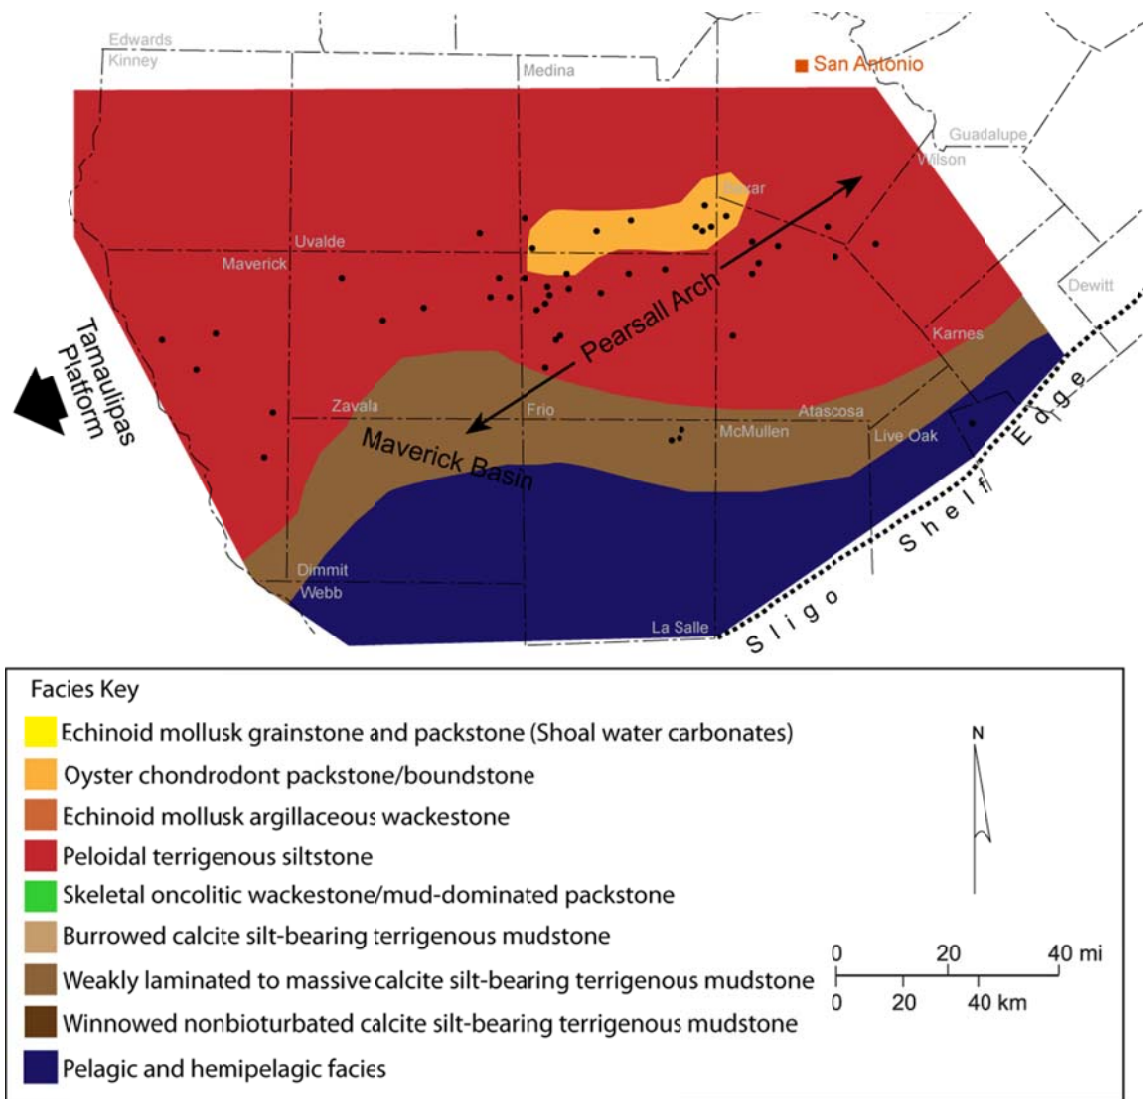 Edwards
Kinney
Medina
San Antonio
Guadalupe
Wilson
Bexar
Uvalde
Maverick
Dewitt
Pearsall Arch
Karnes
Tamaulipas
Platform
Zavala
Frio
Atascosa
McMullen
Live Oak
Maverick Basin
Sligo Shelf Edge
Dimmit
Webb
La Salle
Facies Key
Echinoid mollusk grainstone and packstone (Shoal water carbonates)
Oyster chondrodont packstone/boundstone
Echinoid mollusk argillaceous wackestone
Peloidal terrigenous siltstone
Skeletal oncolitic wackestone/mud-dominated packstone
Burrowed calcite silt-bearing terrigenous mudstone
Weakly laminated to massive calcite silt-bearing terrigenous mudstone
Winnowed nonbioturbated calcite silt-bearing terrigenous mudstone
Pelagic and hemipelagic facies
N
0 20 40 mi
0 20 40 km